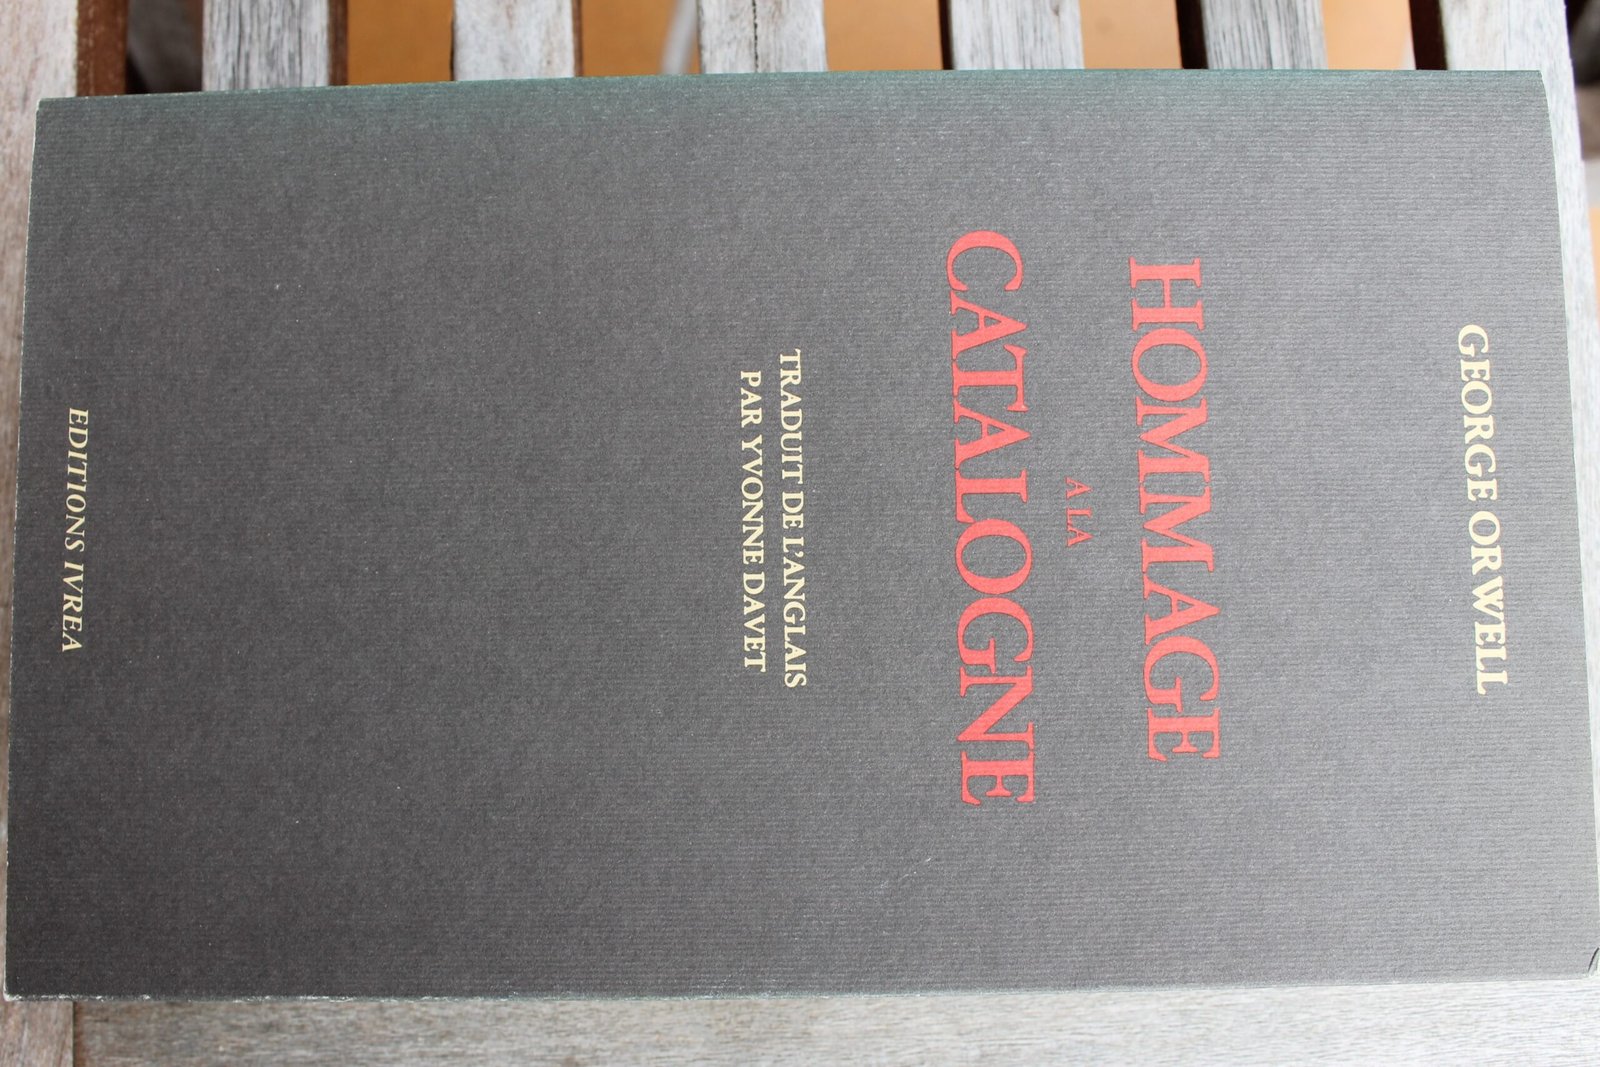 GEORGE ORWELL
HOMMAGE
A LA
CATALOGNE
TRADUIT DE L'ANGLAIS
PAR YVONNE DAVET
EDITIONS IVREA